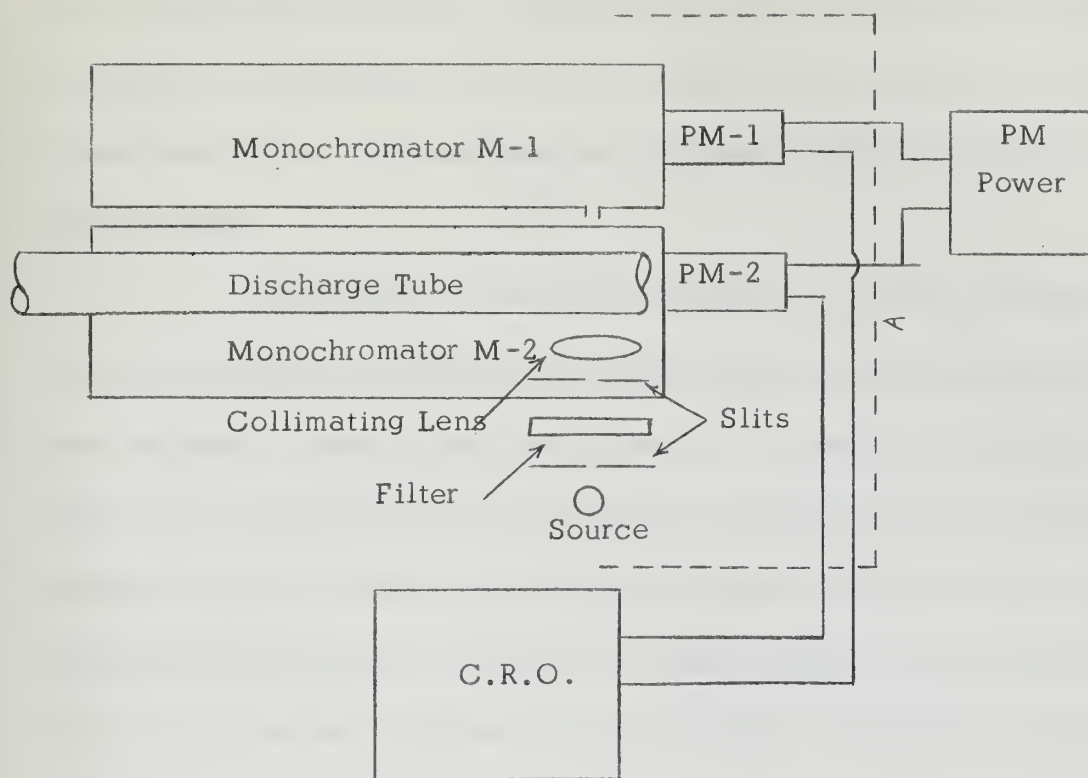 Monochromator M-1
PM-1
PM
Power
Discharge Tube
PM-2
A
Monochromator M-2
Collimating Lens
Slits
Filter
Source
C.R.O.